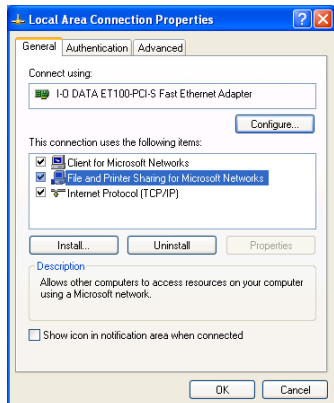 Local Area Connection Properties
General Authentication Advanced
Connect using:
I-O DATA ET100-PCI-S Fast Ethernet Adapter
Configure...
This connection uses the following items:
Client for Microsoft Networks
File and Printer Sharing for Microsoft Networks
Internet Protocol (TCP/IP)
Install... Uninstall Properties
Description
Allows other computers to access resources on your computer
using a Microsoft network.
Show icon in notification area when connected
OK Cancel